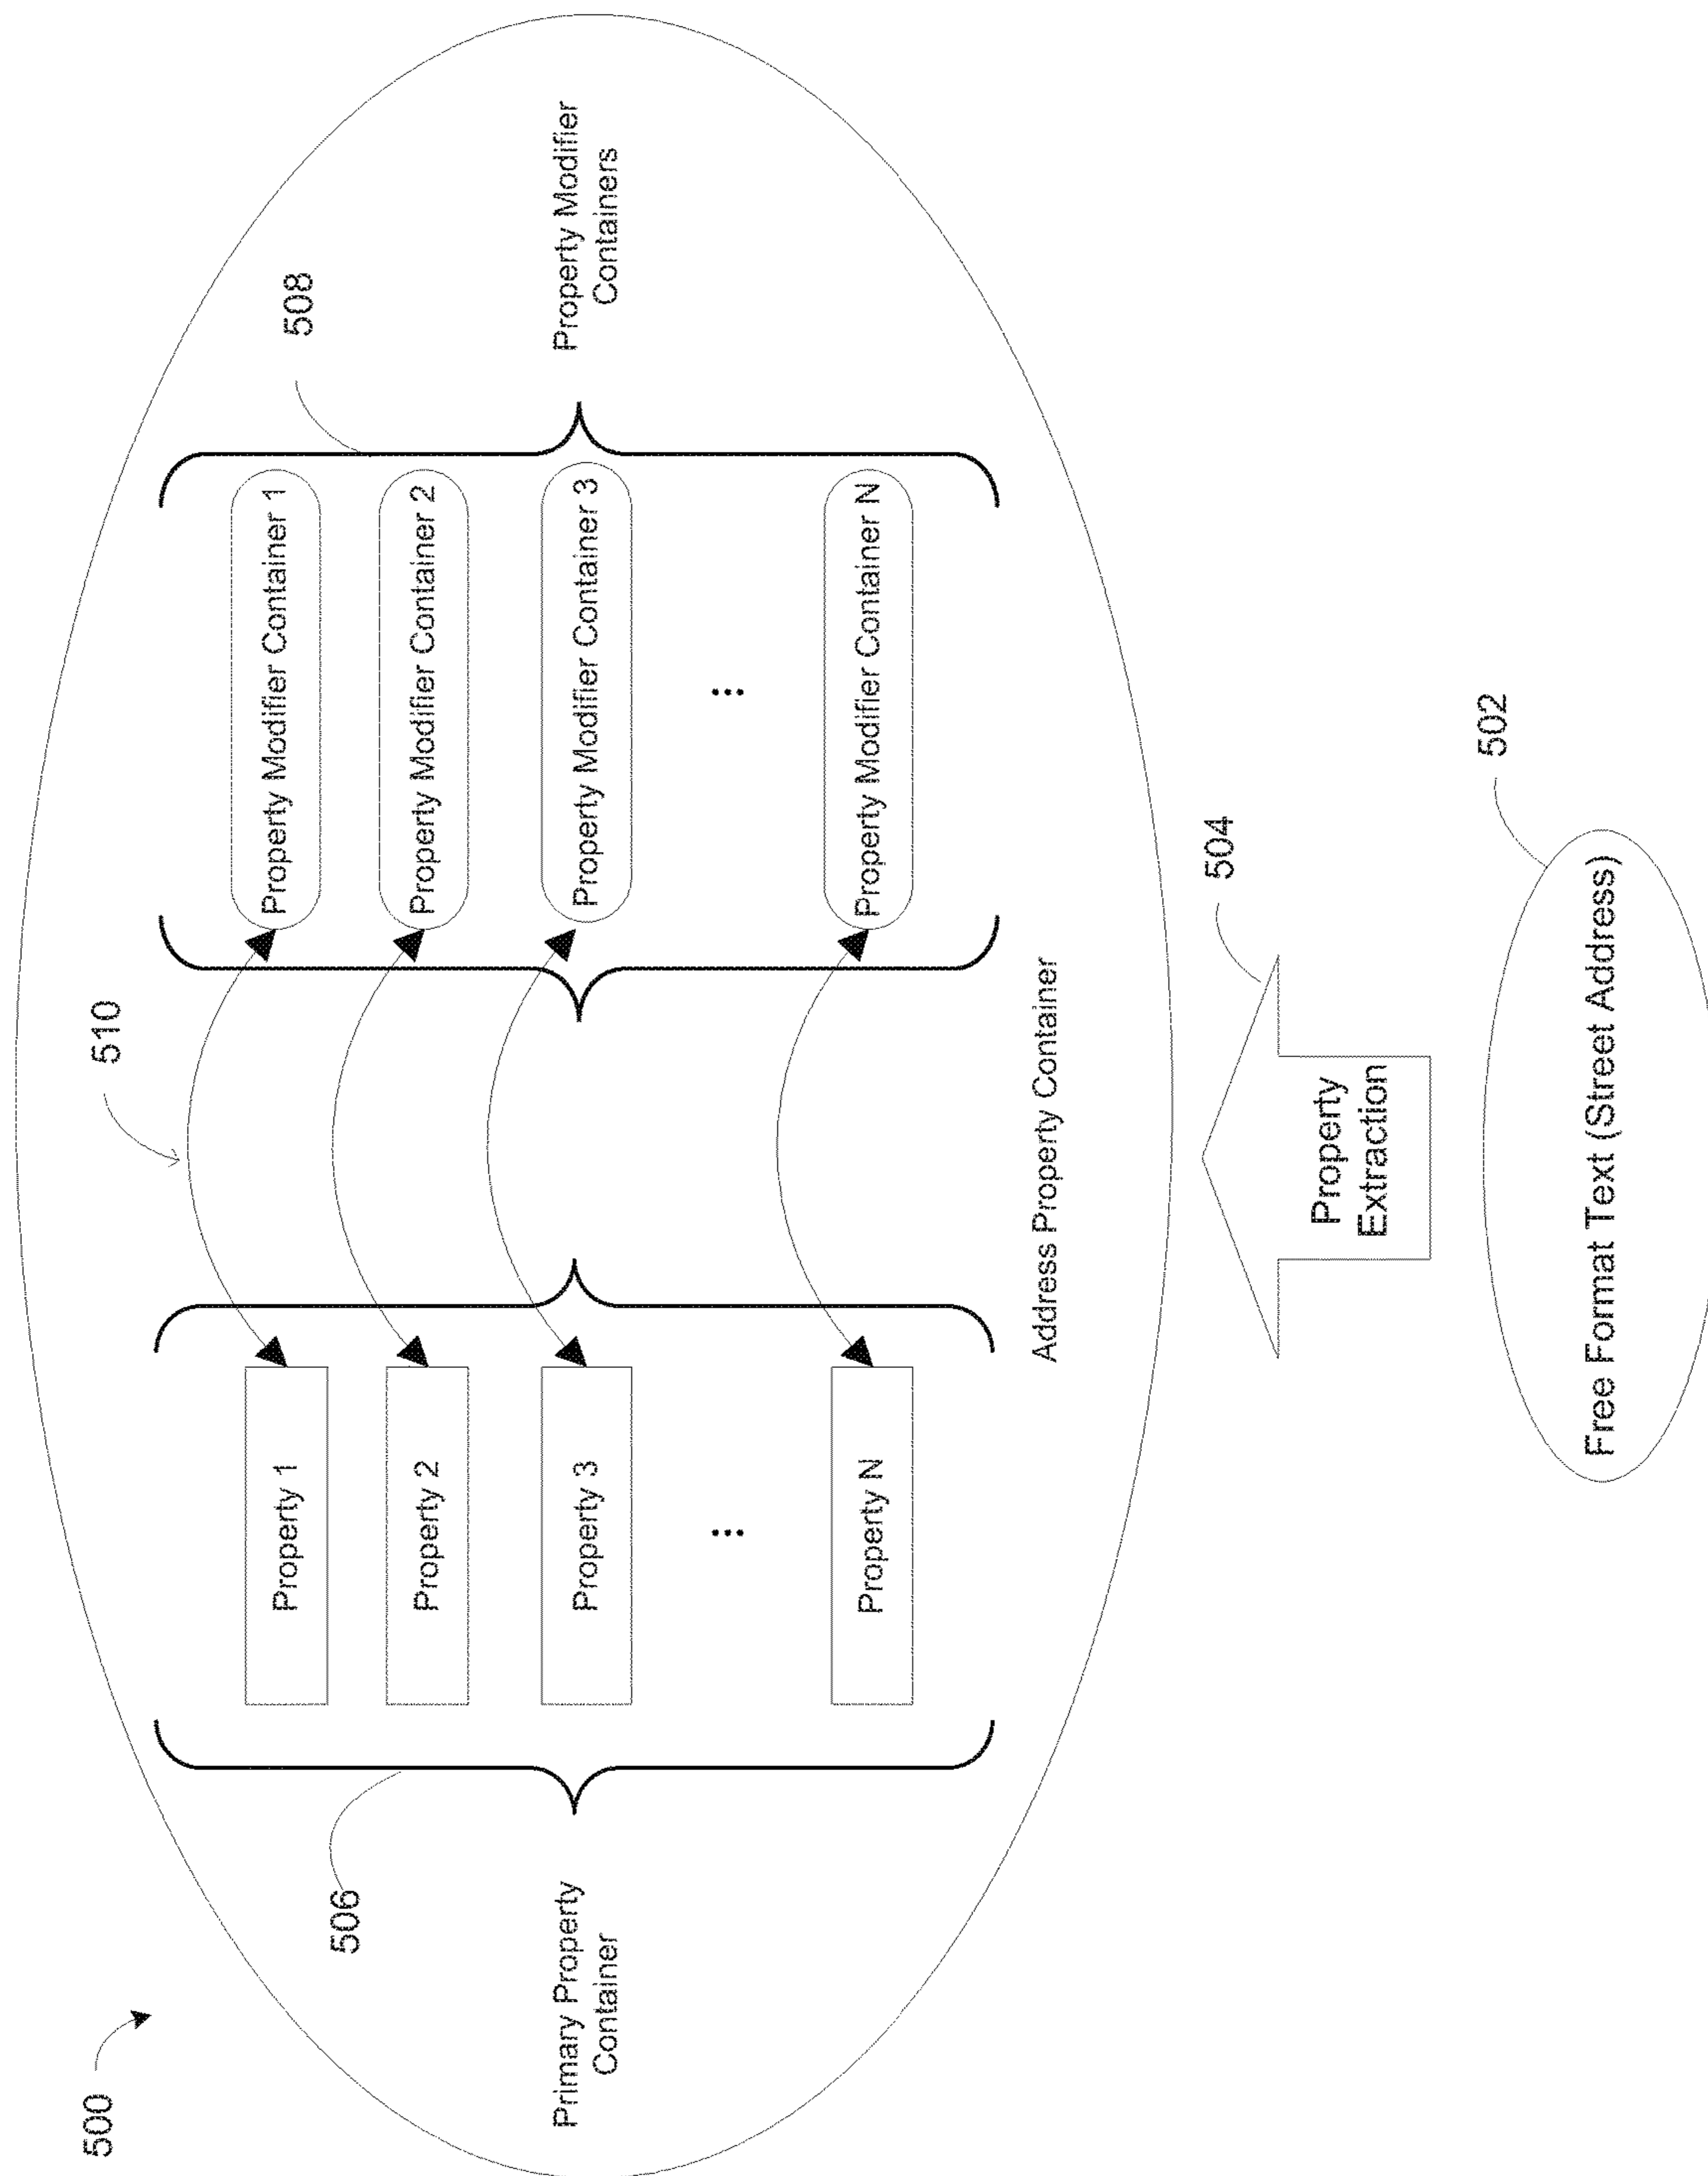 500
510
506
508
Primary Property
Container
Property 1
Property 2
Property 3
...
Property N
Property Modifier Container 1
Property Modifier Container 2
Property Modifier Container 3
...
Property Modifier Container N
Property Modifier
Containers
Address Property Container
504
Property
Extraction
502
Free Format Text (Street Address)